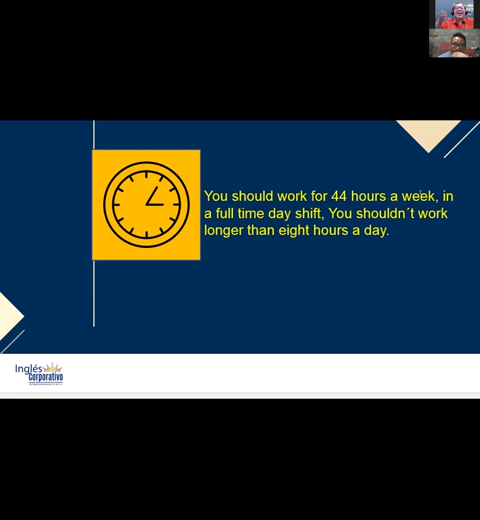 You should work for 44 hours a week, in
a full time day shift, You shouldn´t work
longer than eight hours a day.
Inglés
Corporativo